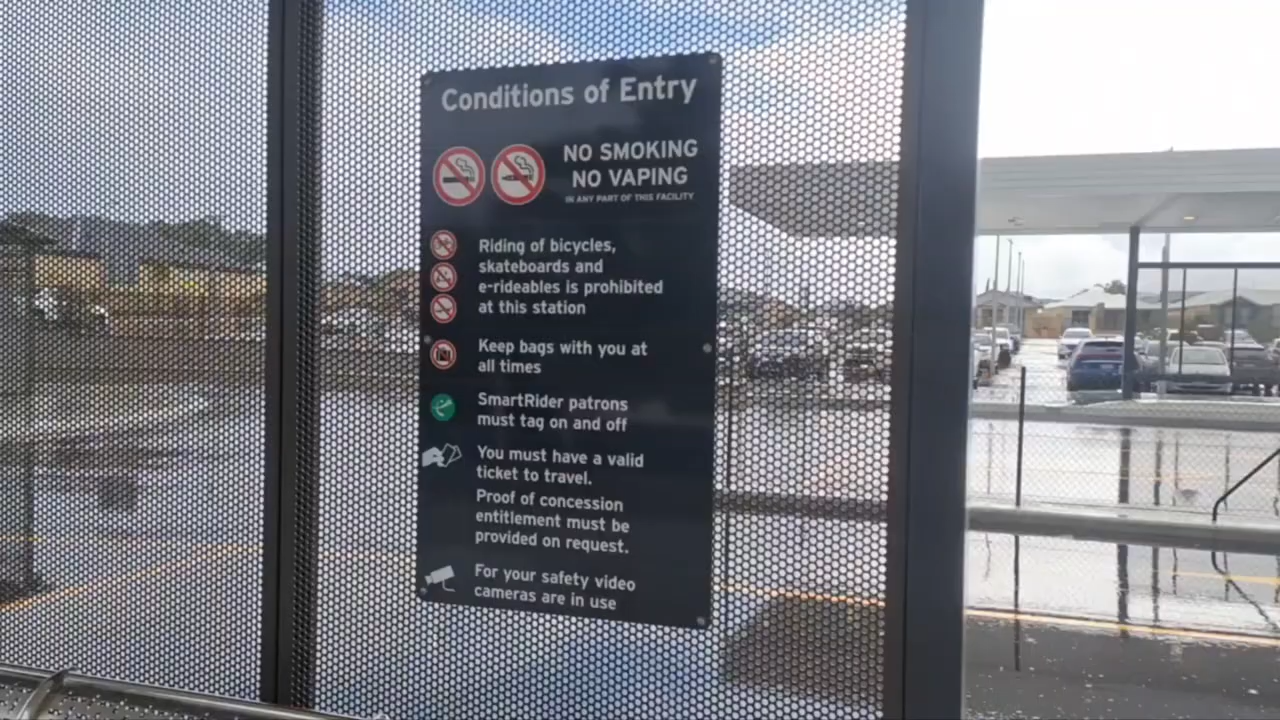 Conditions of Entry
NO SMOKING
NO VAPING
IN ANY PART OF THIS FACILITY
Riding of bicycles,
skateboards and
e-rideables is prohibited
at this station
Keep bags with you at
all times
SmartRider patrons
must tag on and off
You must have a valid
ticket to travel.
Proof of concession
entitlement must be
provided on request.
For your safety video
cameras are in use